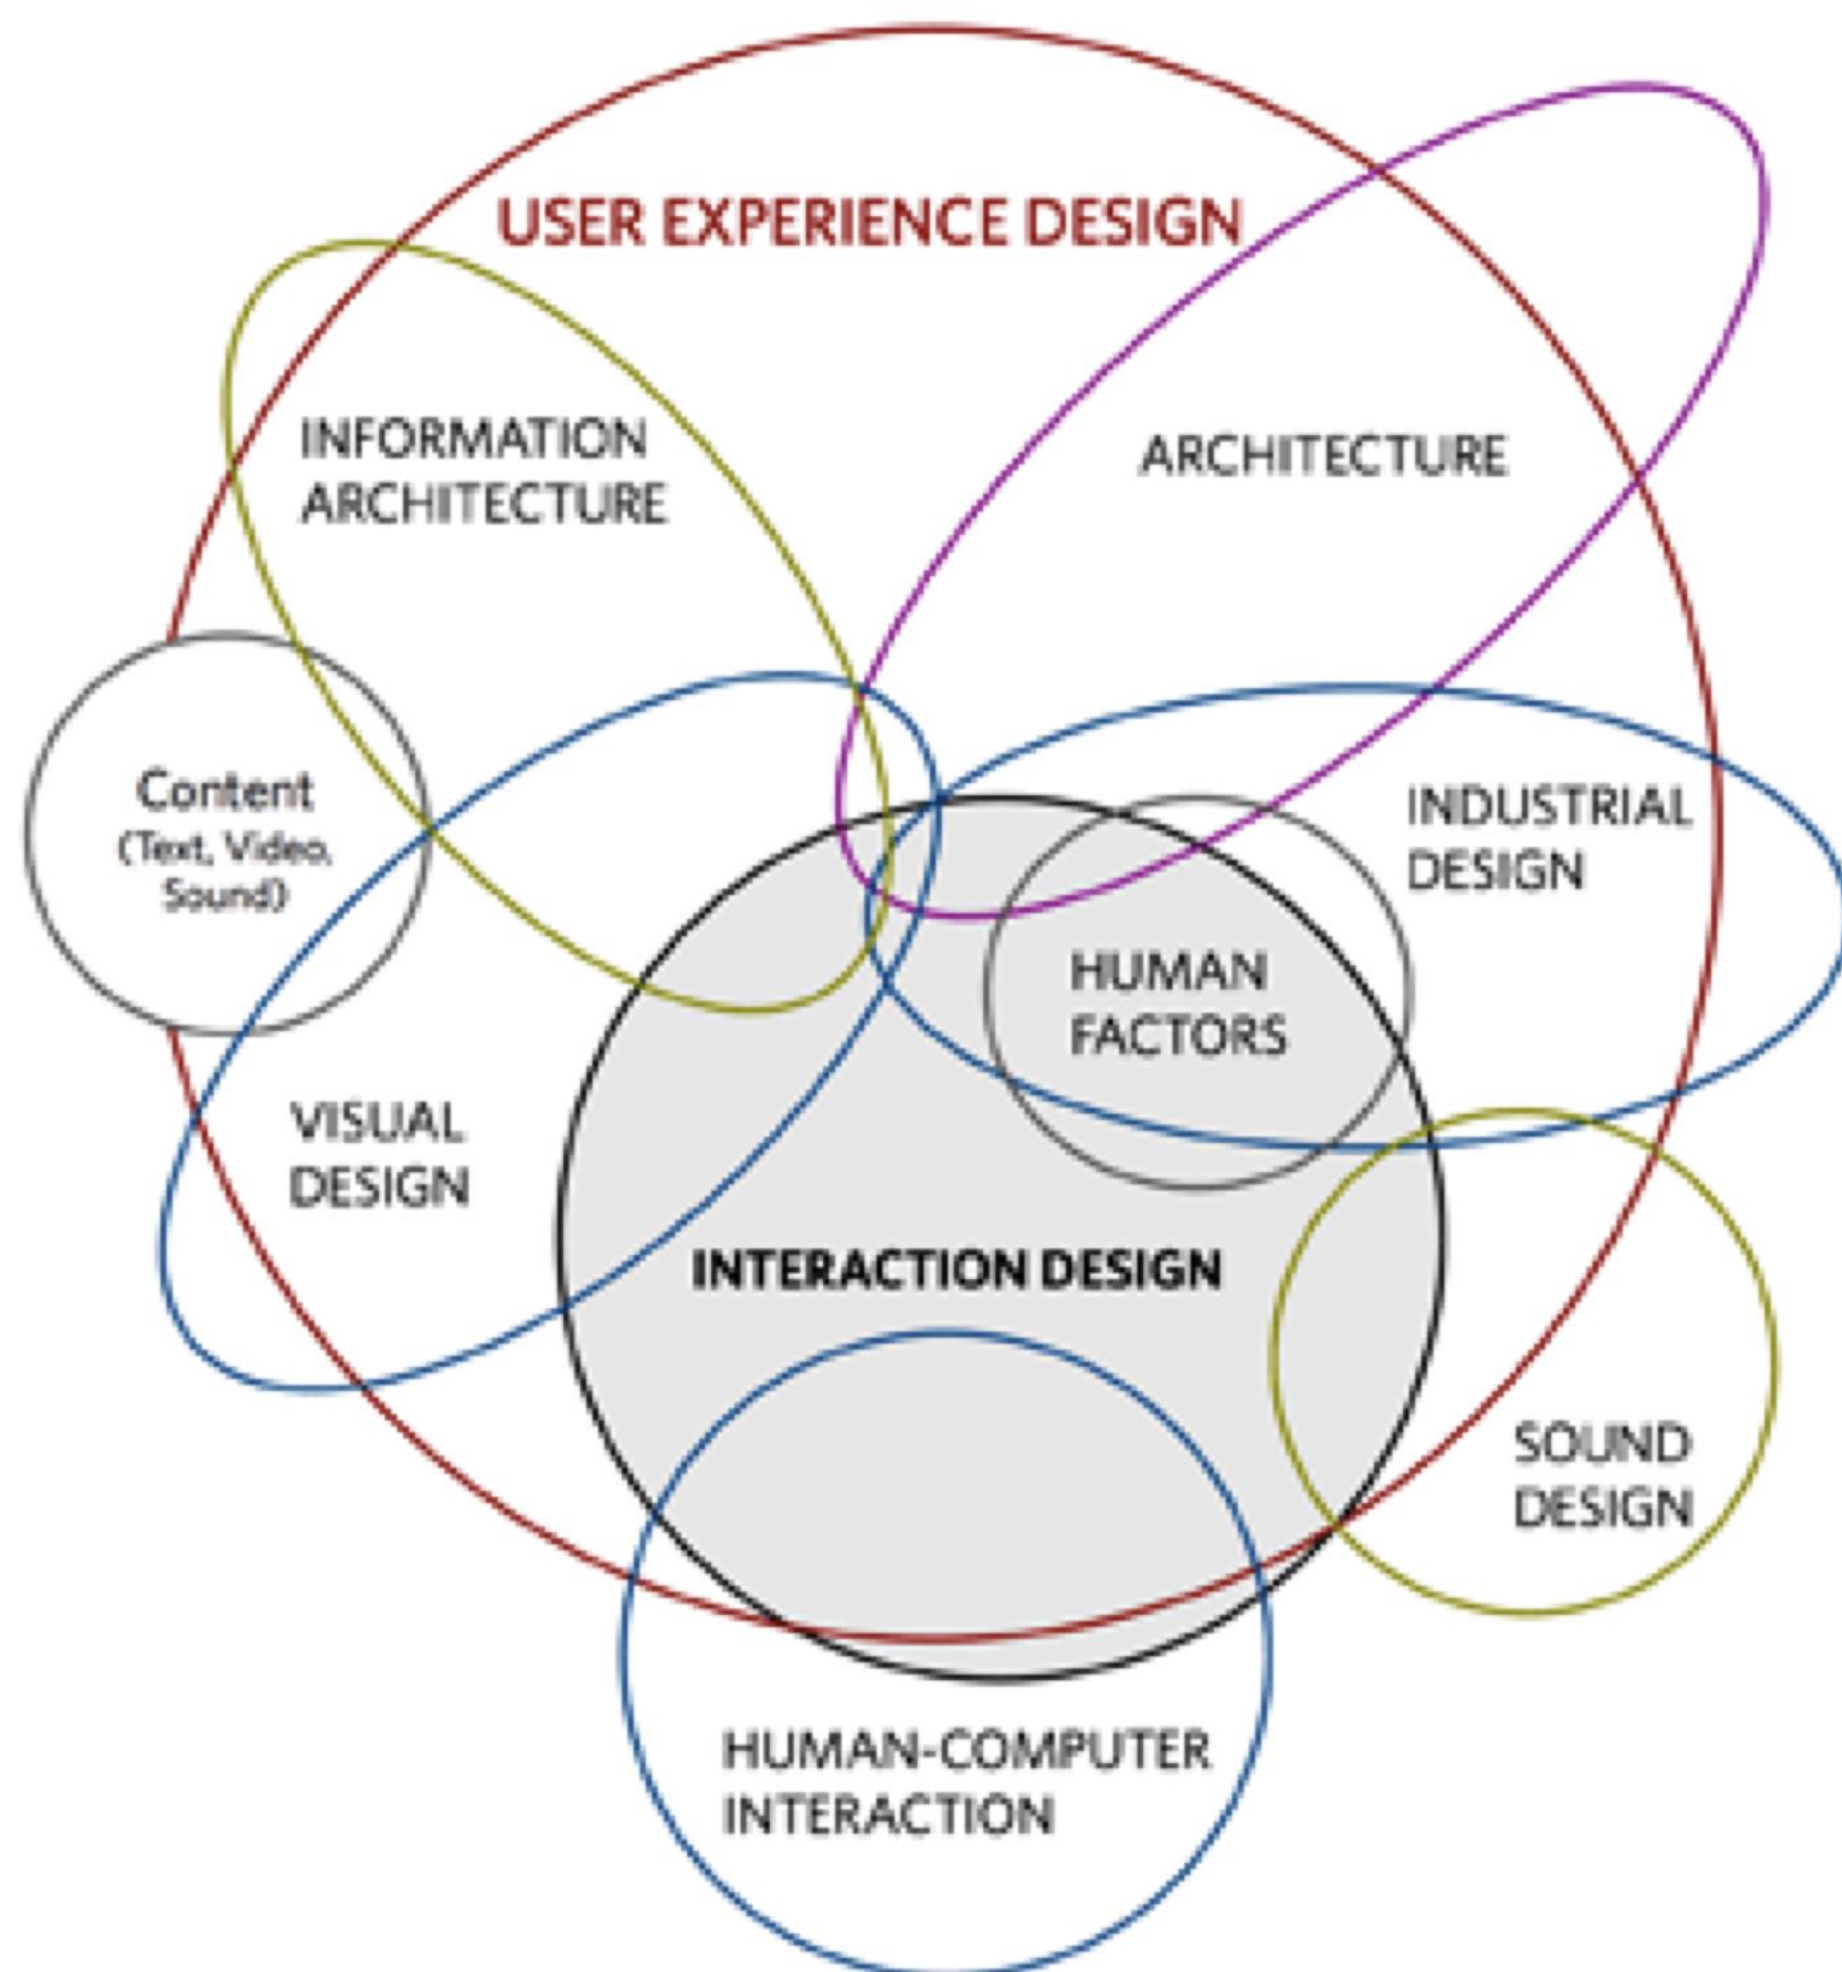 USER EXPERIENCE DESIGN
INFORMATION
ARCHITECTURE
ARCHITECTURE
Content
(Text, Video,
Sound)
INDUSTRIAL
DESIGN
HUMAN
FACTORS
VISUAL
DESIGN
INTERACTION DESIGN
SOUND
DESIGN
HUMAN-COMPUTER
INTERACTION